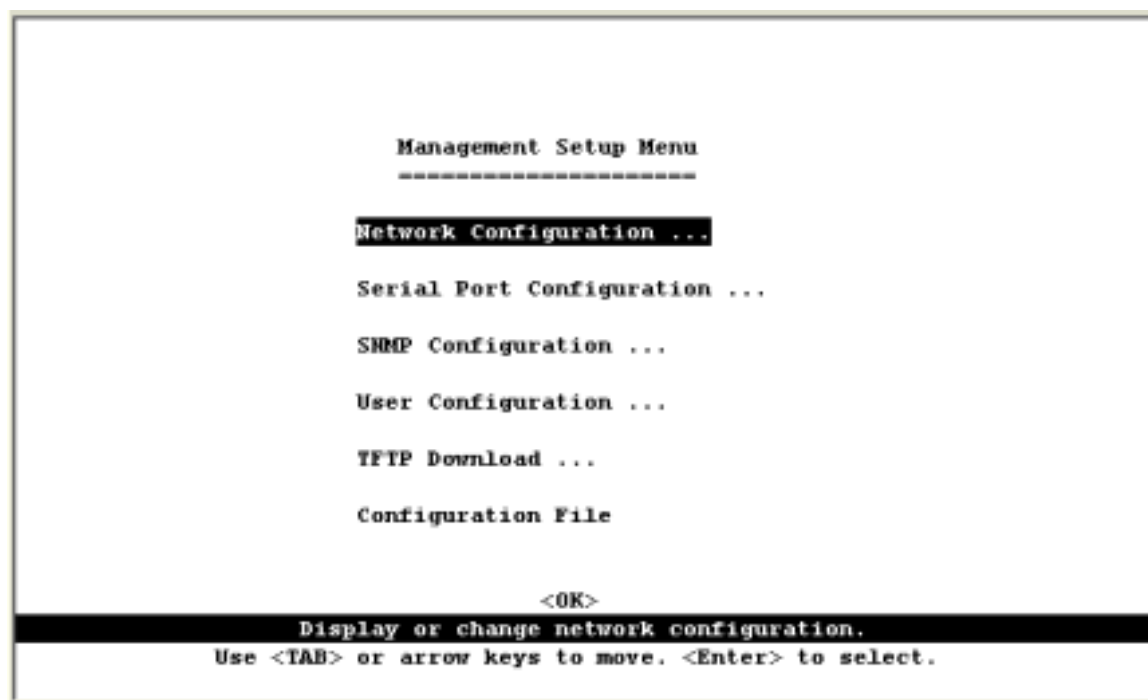 Management Setup Menu
=====================
Network Configuration ...
Serial Port Configuration ...
SNMP Configuration ...
User Configuration ...
TFTP Download ...
Configuration File
<OK>
Display or change network configuration.
Use <TAB> or arrow keys to move. <Enter> to select.